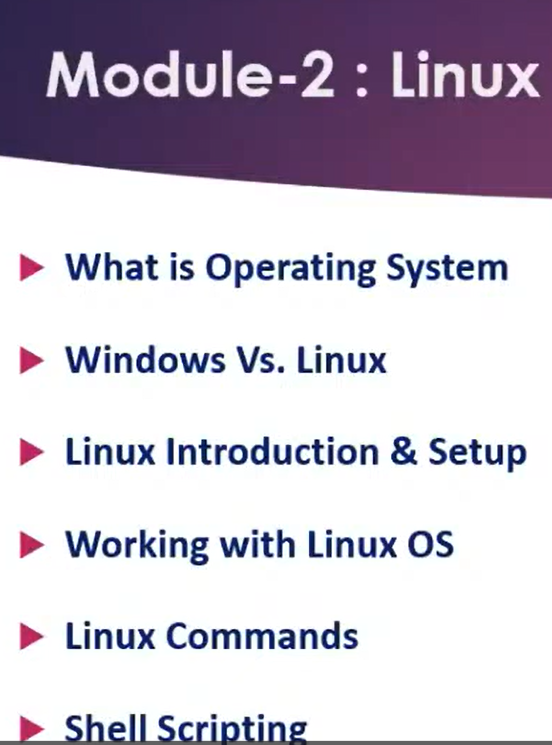 Module-2 : Linux
What is Operating System
Windows Vs. Linux
Linux Introduction & Setup
Working with Linux OS
Linux Commands
Shell Scripting